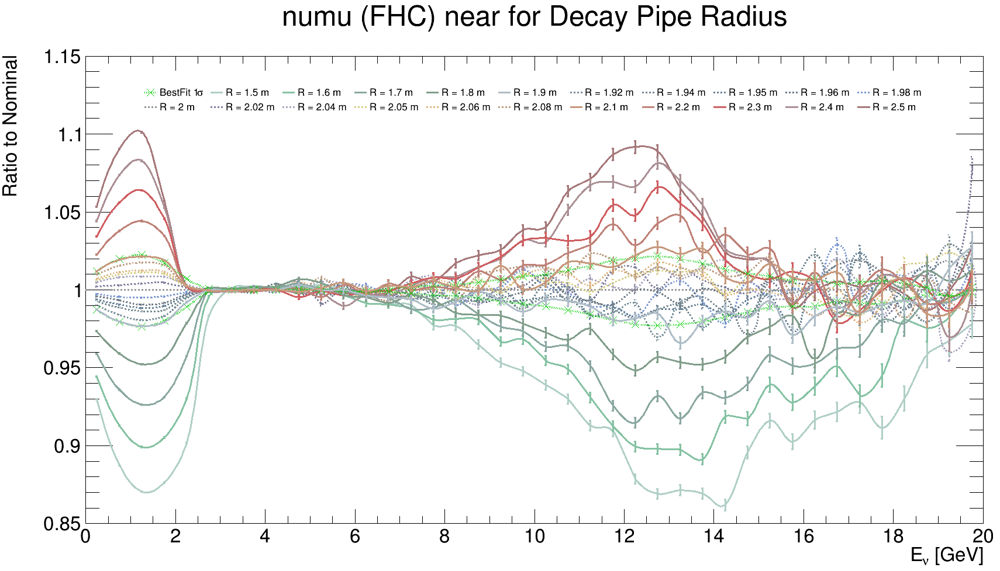 numu (FHC) near for Decay Pipe Radius
Ratio to Nominal
1.15
1.1
1.05
1
0.95
0.9
0.85
BestFit 1σ R = 1.5 m R = 1.6 m R = 1.7 m R = 1.8 m R = 1.9 m R = 1.92 m R = 1.94 m R = 1.95 m R = 1.96 m R = 1.98 m
R = 2 m R = 2.02 m R = 2.04 m R = 2.05 m R = 2.06 m R = 2.08 m R = 2.1 m R = 2.2 m R = 2.3 m R = 2.4 m R = 2.5 m
0 2 4 6 8 10 12 14 16 18 20
Eν [GeV]